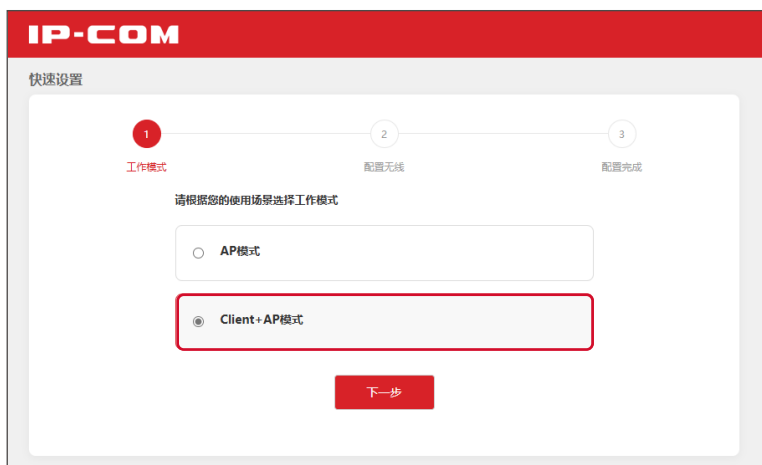 IP-COM
快速设置
1
2
3
工作模式
配置无线
配置完成
请根据您的使用场景选择工作模式
AP模式
Client+AP模式
下一步